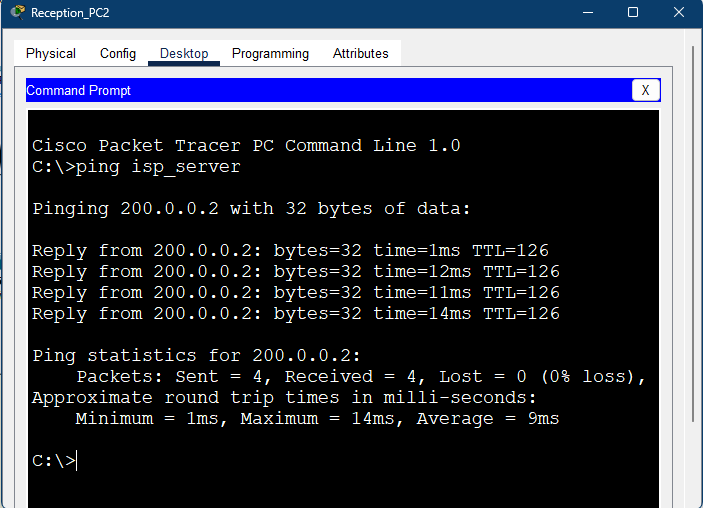 Reception_PC2
Physical Config Desktop Programming Attributes
Command Prompt X
Cisco Packet Tracer PC Command Line 1.0
C:\>ping isp_server
Pinging 200.0.0.2 with 32 bytes of data:
Reply from 200.0.0.2: bytes=32 time=1ms TTL=126
Reply from 200.0.0.2: bytes=32 time=12ms TTL=126
Reply from 200.0.0.2: bytes=32 time=11ms TTL=126
Reply from 200.0.0.2: bytes=32 time=14ms TTL=126
Ping statistics for 200.0.0.2:
Packets: Sent = 4, Received = 4, Lost = 0 (0% loss),
Approximate round trip times in milli-seconds:
Minimum = 1ms, Maximum = 14ms, Average = 9ms
C:\>